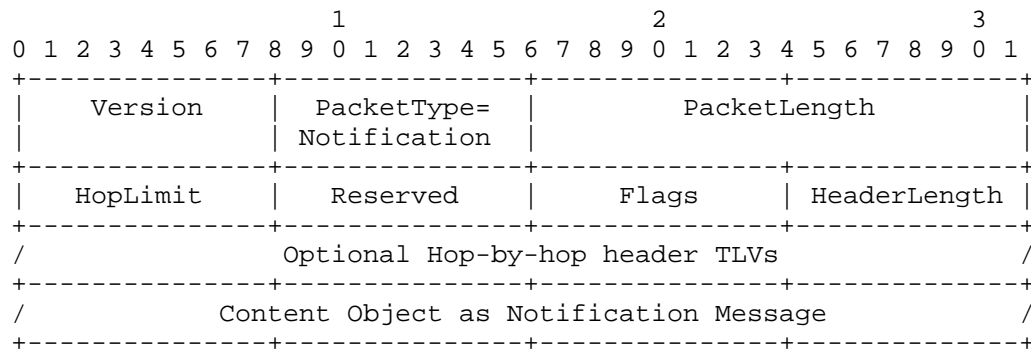 1                   2                   3
 0 1 2 3 4 5 6 7 8 9 0 1 2 3 4 5 6 7 8 9 0 1 2 3 4 5 6 7 8 9 0 1
+---------------+---------------+---------------+--------------+
|    Version    |  PacketType=  |         PacketLength         |
|               | Notification  |                              |
+---------------+---------------+---------------+--------------+
|   HopLimit    |   Reserved    |     Flags     | HeaderLength |
+---------------+---------------+---------------+--------------+
/               Optional Hop-by-hop header TLVs                /
+---------------+---------------+---------------+--------------+
/            Content Object as Notification Message            /
+---------------+---------------+---------------+--------------+